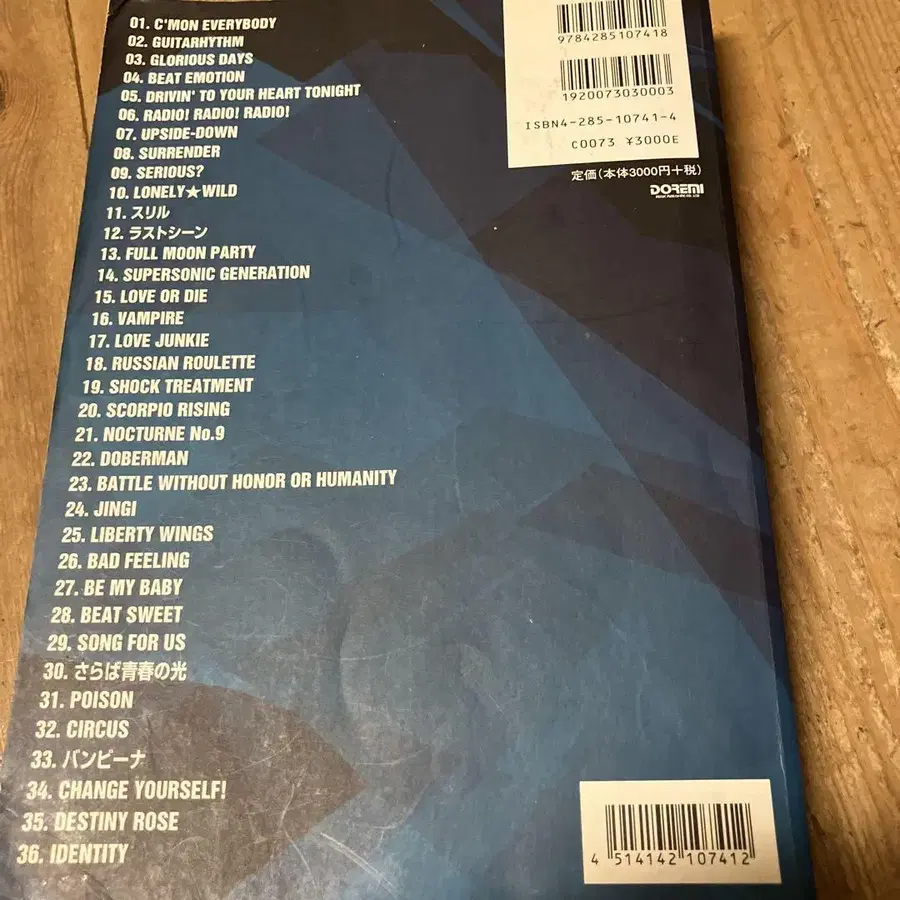 01. C'MON EVERYBODY
02. GUITARHYTHM
03. GLORIOUS DAYS
04. BEAT EMOTION
05. DRIVIN' TO YOUR HEART TONIGHT
06. RADIO! RADIO! RADIO!
07. UPSIDE-DOWN
08. SURRENDER
09. SERIOUS?
10. LONELY★WILD
11. スリル
12. ラストシーン
13. FULL MOON PARTY
14. SUPERSONIC GENERATION
15. LOVE OR DIE
16. VAMPIRE
17. LOVE JUNKIE
18. RUSSIAN ROULETTE
19. SHOCK TREATMENT
20. SCORPIO RISING
21. NOCTURNE No.9
22. DOBERMAN
23. BATTLE WITHOUT HONOR OR HUMANITY
24. JINGI
25. LIBERTY WINGS
26. BAD FEELING
27. BE MY BABY
28. BEAT SWEET
29. SONG FOR US
30. さらば青春の光
31. POISON
32. CIRCUS
33. バンビーナ
34. CHANGE YOURSELF!
35. DESTINY ROSE
36. IDENTITY
9784285107418
1920073030003
ISBN4-285-10741-4
C0073 ¥3000E
定価(本体3000円+税)
DOREMI
4 514142 107412